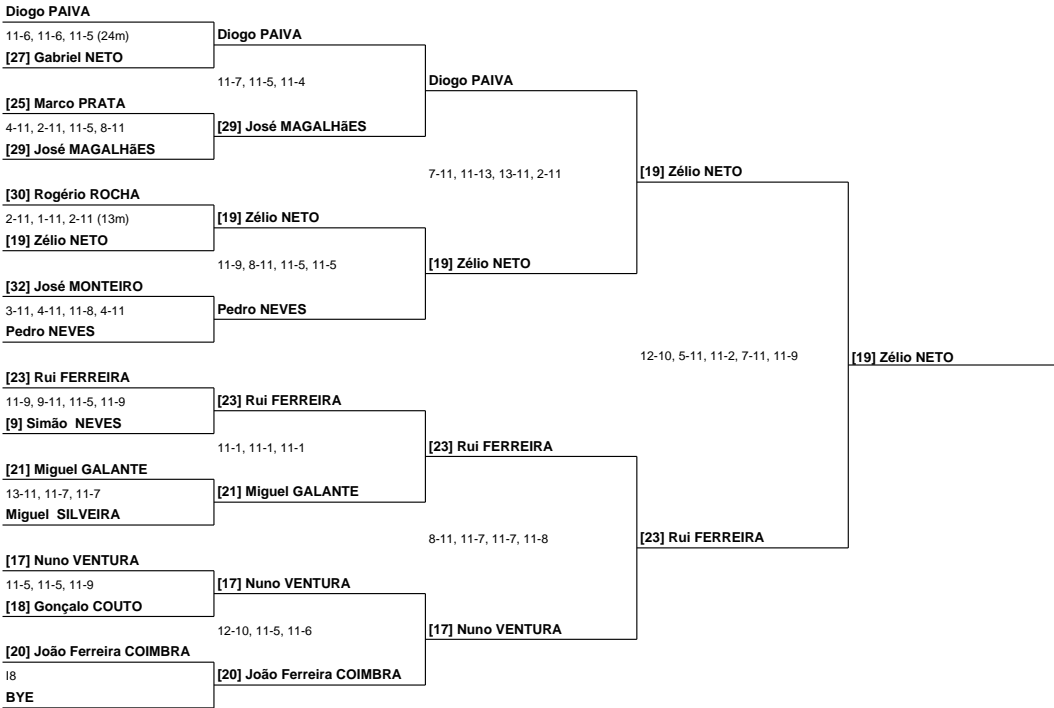 Diogo PAIVA
11-6, 11-6, 11-5 (24m)
[27] Gabriel NETO
[25] Marco PRATA
4-11, 2-11, 11-5, 8-11
[29] José MAGALHãES
[30] Rogério ROCHA
2-11, 1-11, 2-11 (13m)
[19] Zélio NETO
[32] José MONTEIRO
3-11, 4-11, 11-8, 4-11
Pedro NEVES
[23] Rui FERREIRA
11-9, 9-11, 11-5, 11-9
[9] Simão  NEVES
[21] Miguel GALANTE
13-11, 11-7, 11-7
Miguel  SILVEIRA
[17] Nuno VENTURA
11-5, 11-5, 11-9
[18] Gonçalo COUTO
[20] João Ferreira COIMBRA
I8
BYE
Diogo PAIVA
11-7, 11-5, 11-4
[29] José MAGALHãES
[19] Zélio NETO
11-9, 8-11, 11-5, 11-5
Pedro NEVES
[23] Rui FERREIRA
11-1, 11-1, 11-1
[21] Miguel GALANTE
[17] Nuno VENTURA
12-10, 11-5, 11-6
[20] João Ferreira COIMBRA
Diogo PAIVA
7-11, 11-13, 13-11, 2-11
[19] Zélio NETO
[23] Rui FERREIRA
8-11, 11-7, 11-7, 11-8
[17] Nuno VENTURA
[19] Zélio NETO
12-10, 5-11, 11-2, 7-11, 11-9
[23] Rui FERREIRA
[19] Zélio NETO